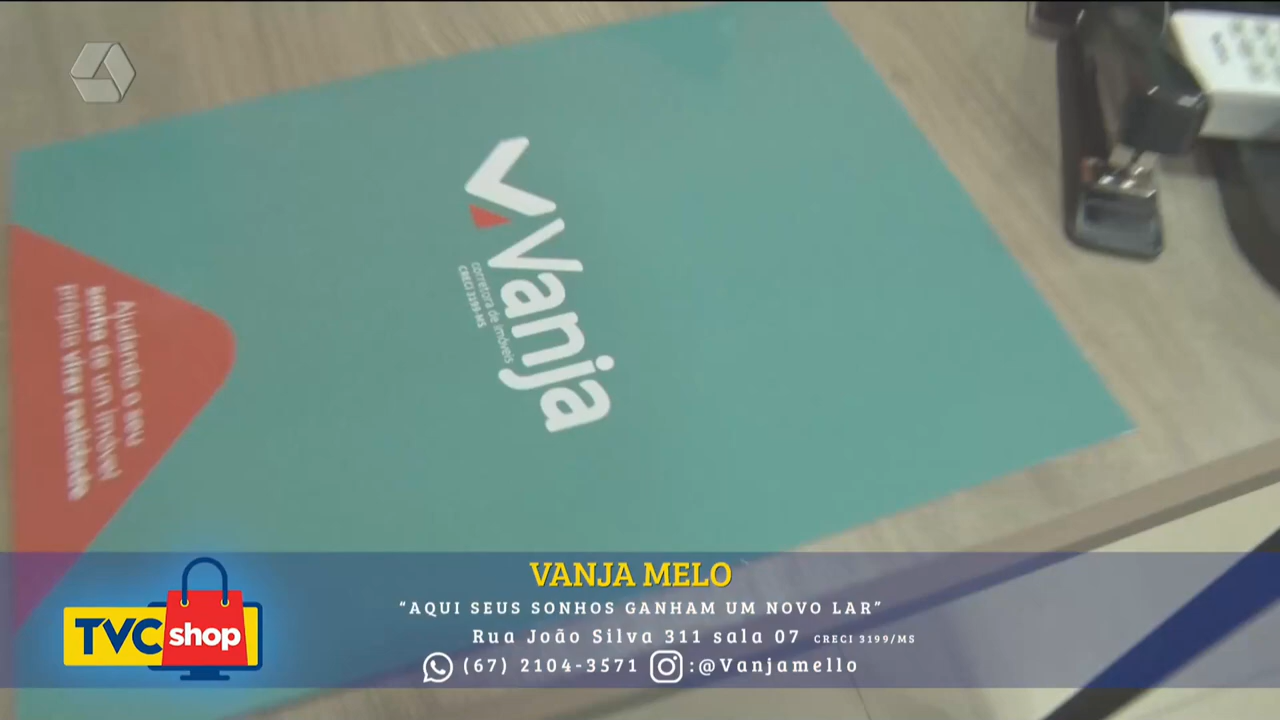 Vanja
corretora de imóveis
CRECI 3199-MS
Ajudando o seu
sonho de um imóvel
próprio virar realidade
TVC shop
VANJA MELO
“AQUI SEUS SONHOS GANHAM UM NOVO LAR”
Rua João Silva 311 sala 07 CRECI 3199/MS
(67) 2104-3571 :@Vanjamello